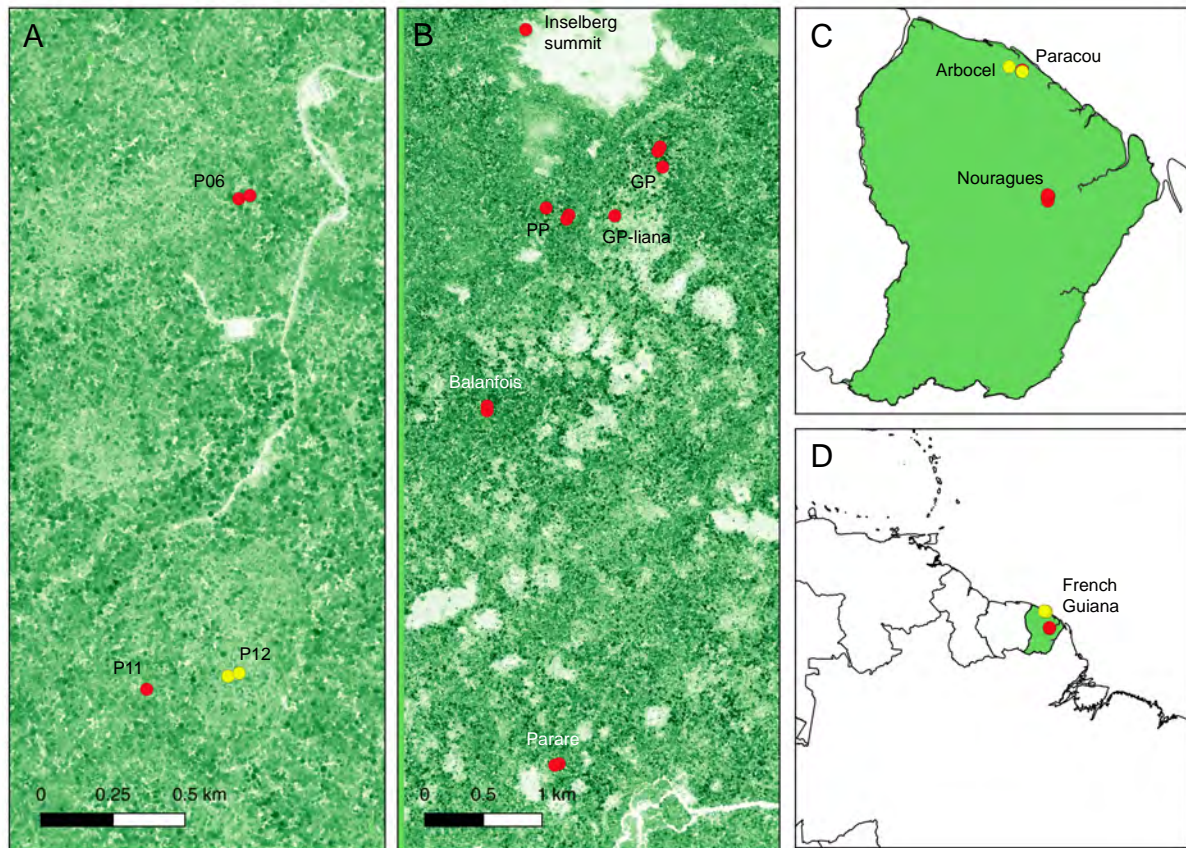 A
P06
P11
P12
0 0.25 0.5 km
B
Inselberg
summit
GP
PP
GP-liana
Balanfois
Parare
0 0.5 1 km
C
Arbocel
Paracou
Nouragues
D
French
Guiana